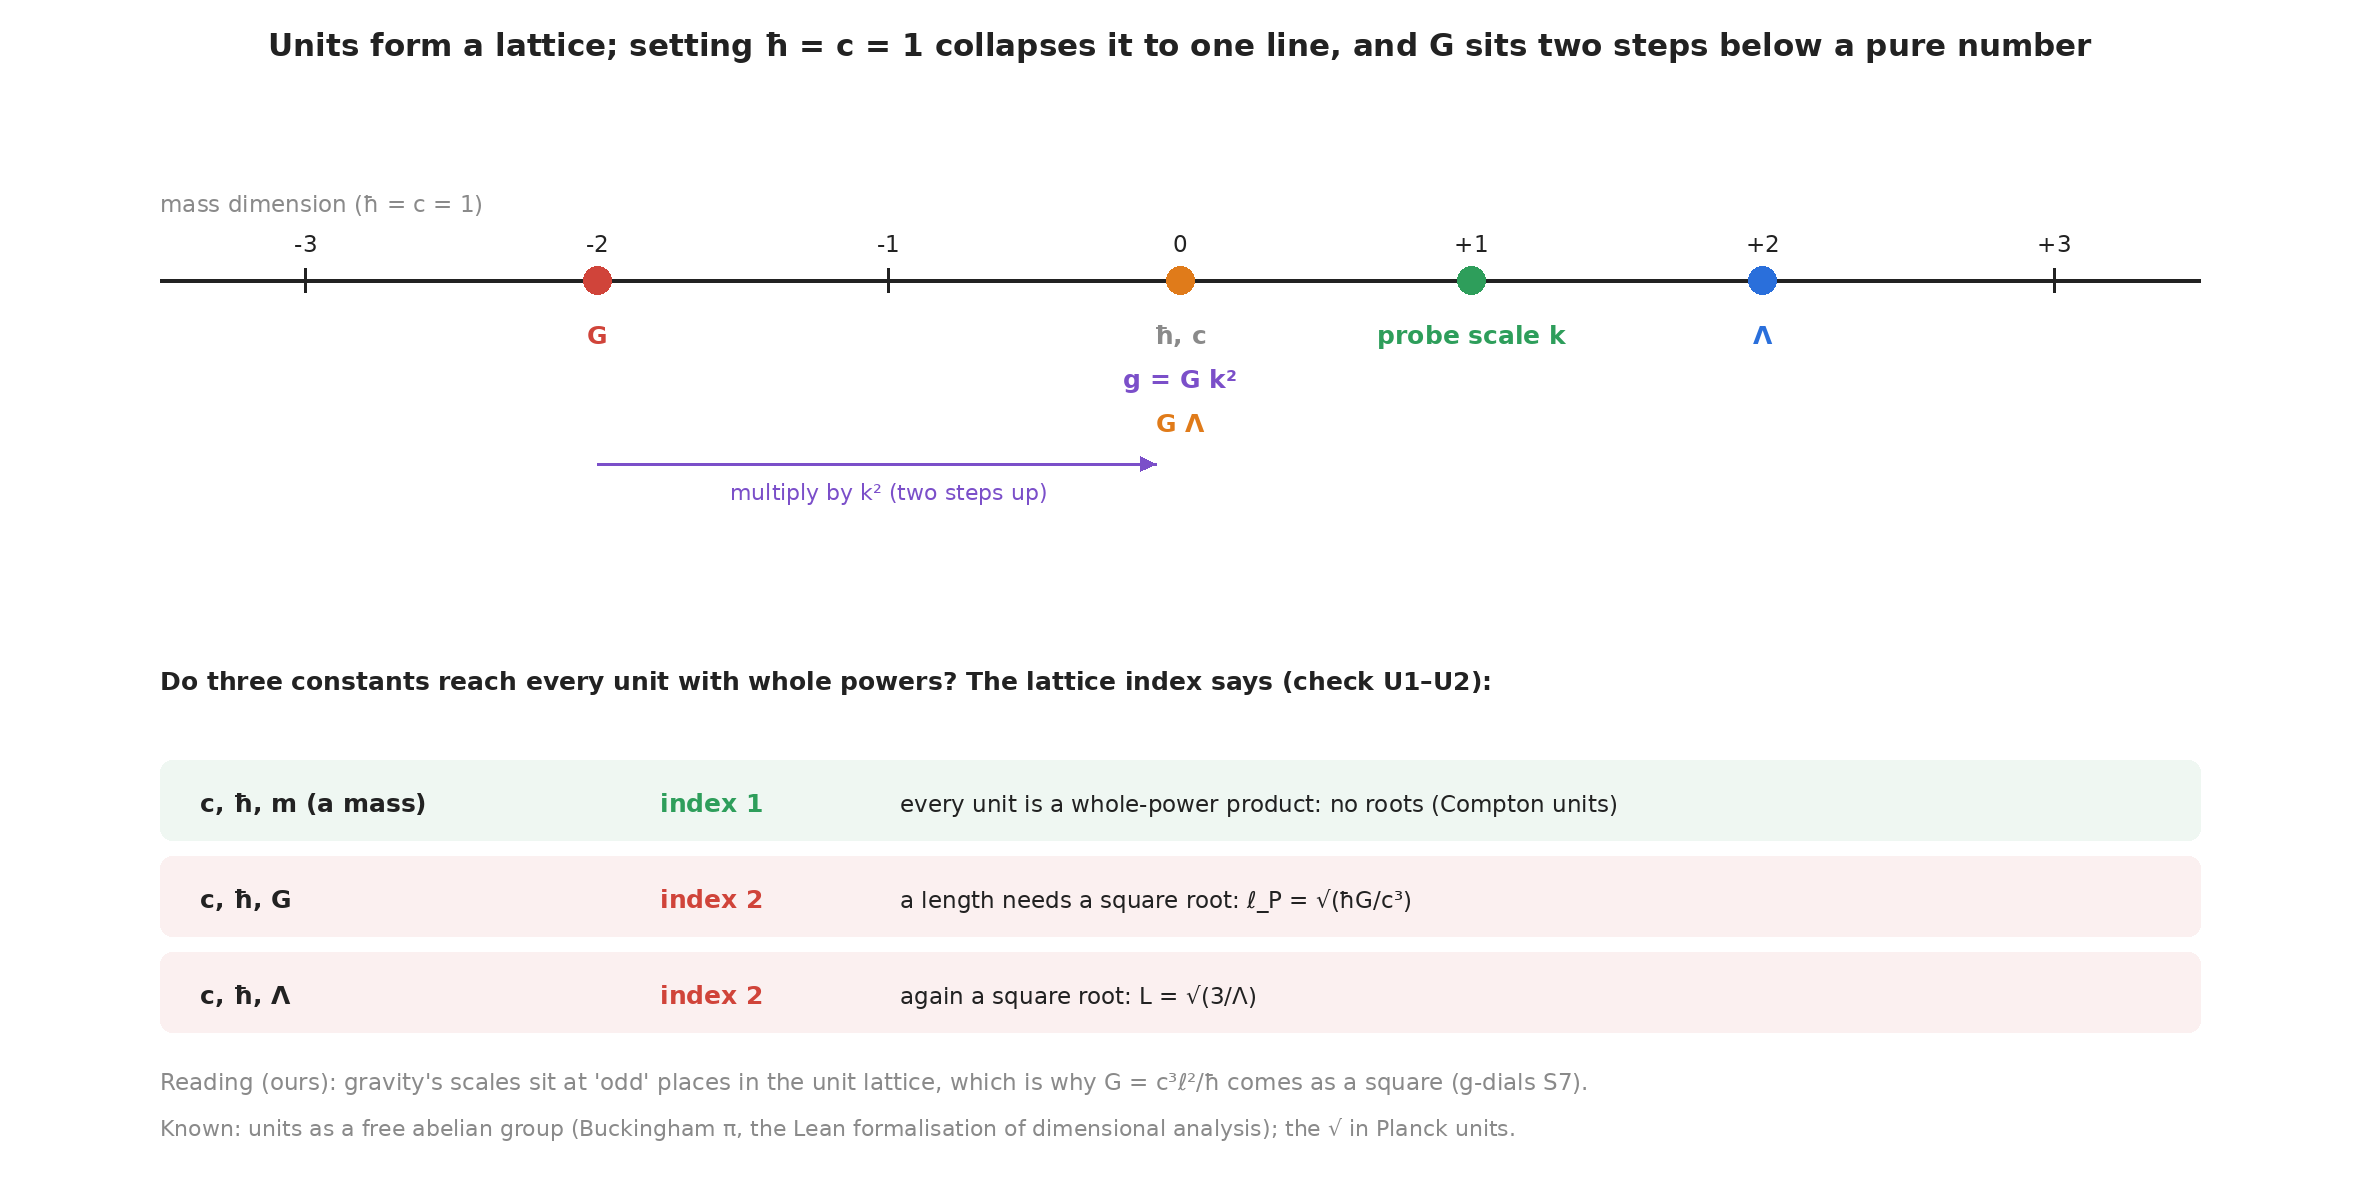 Units form a lattice; setting ħ = c = 1 collapses it to one line, and G sits two steps below a pure number
mass dimension (ħ = c = 1)
-3 -2 -1 0 +1 +2 +3
G ħ, c probe scale k Λ
g = G k²
G Λ
multiply by k² (two steps up)
Do three constants reach every unit with whole powers? The lattice index says (check U1–U2):
c, ħ, m (a mass) index 1 every unit is a whole-power product: no roots (Compton units)
c, ħ, G index 2 a length needs a square root: ℓ_P = √(ħG/c³)
c, ħ, Λ index 2 again a square root: L = √(3/Λ)
Reading (ours): gravity's scales sit at 'odd' places in the unit lattice, which is why G = c³ℓ²/ħ comes as a square (g-dials S7).
Known: units as a free abelian group (Buckingham π, the Lean formalisation of dimensional analysis); the √ in Planck units.